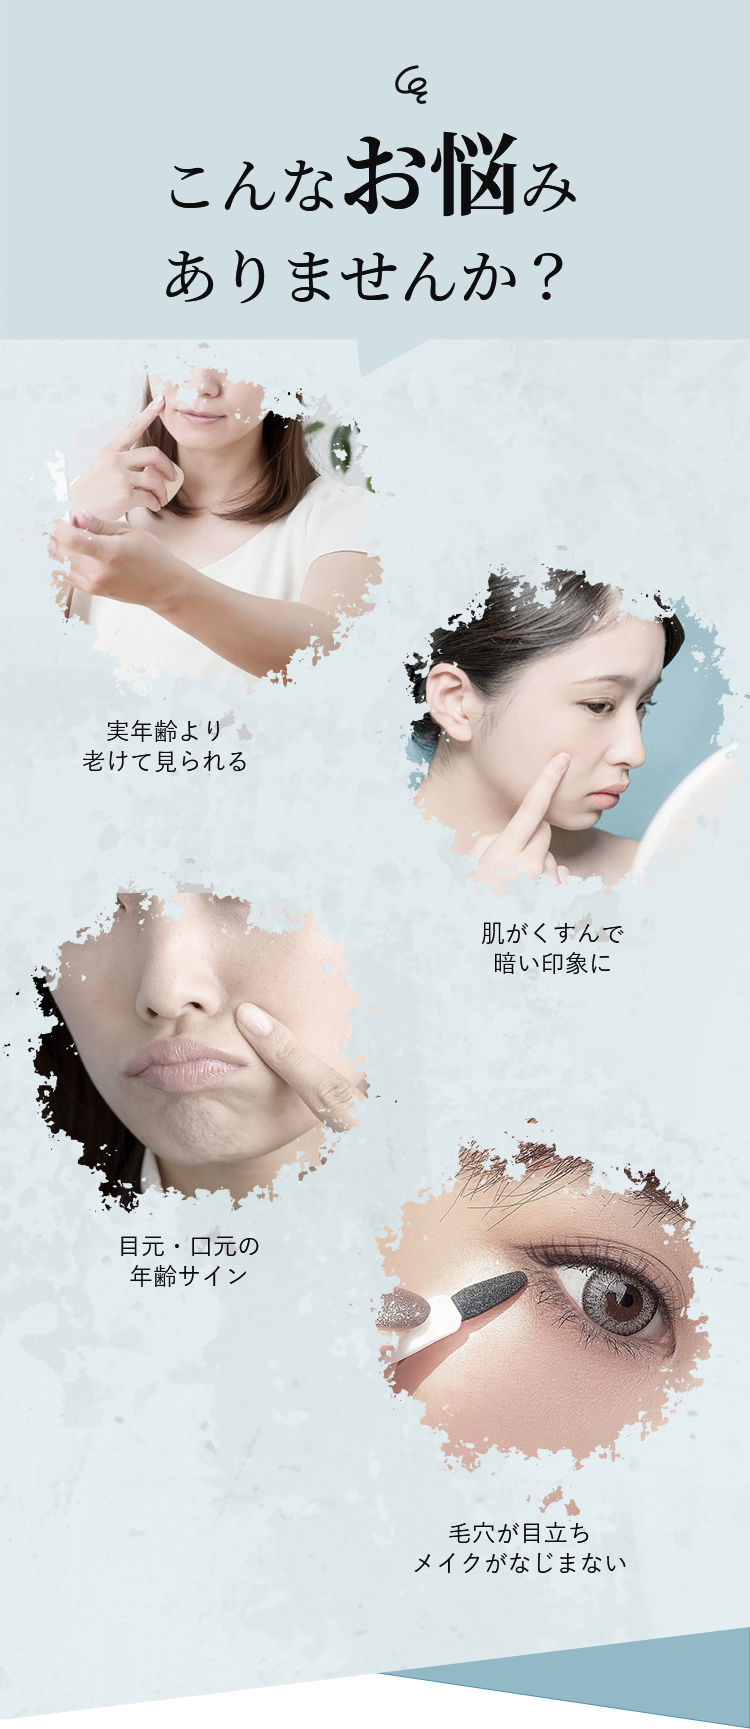 こんなお悩み
ありませんか？
実年齢より
老けて見られる
肌がくすんで
暗い印象に
目元・口元の
年齢サイン
毛穴が目立ち
メイクがなじまない